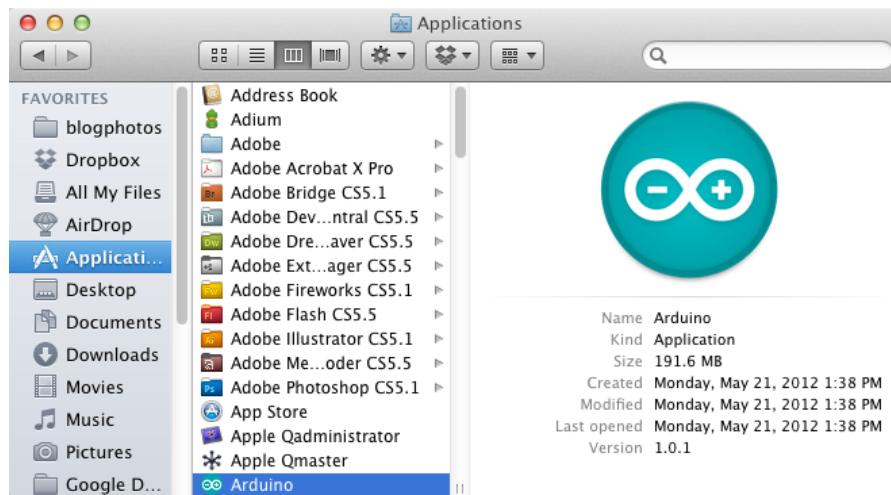 Applications
FAVORITES
blogphotos
Dropbox
All My Files
AirDrop
Applicati...
Desktop
Documents
Downloads
Movies
Music
Pictures
Google D...
Address Book
Adium
Adobe
Adobe Acrobat X Pro
Adobe Bridge CS5.1
Adobe Dev...ntral CS5.5
Adobe Dre...aver CS5.5
Adobe Ext...ager CS5.5
Adobe Fireworks CS5.1
Adobe Flash CS5.5
Adobe Illustrator CS5.1
Adobe Me...oder CS5.5
Adobe Photoshop CS5.1
App Store
Apple Qadministrator
Apple Qmaster
Arduino
Name Arduino
Kind Application
Size 191.6 MB
Created Monday, May 21, 2012 1:38 PM
Modified Monday, May 21, 2012 1:38 PM
Last opened Monday, May 21, 2012 1:38 PM
Version 1.0.1